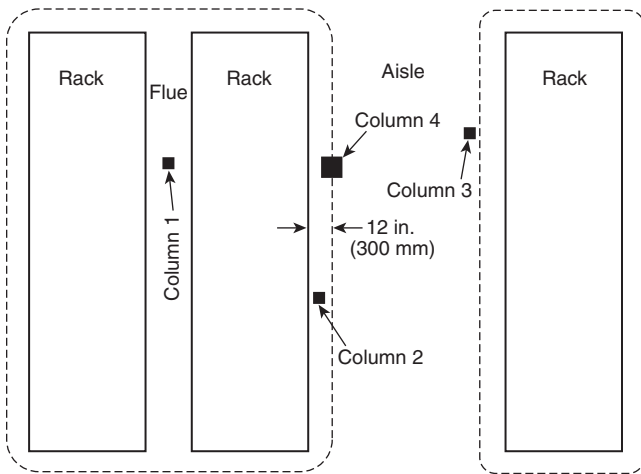 Rack
Flue
Rack
Aisle
Rack
Column 4
Column 3
Column 1
12 in.
(300 mm)
Column 2